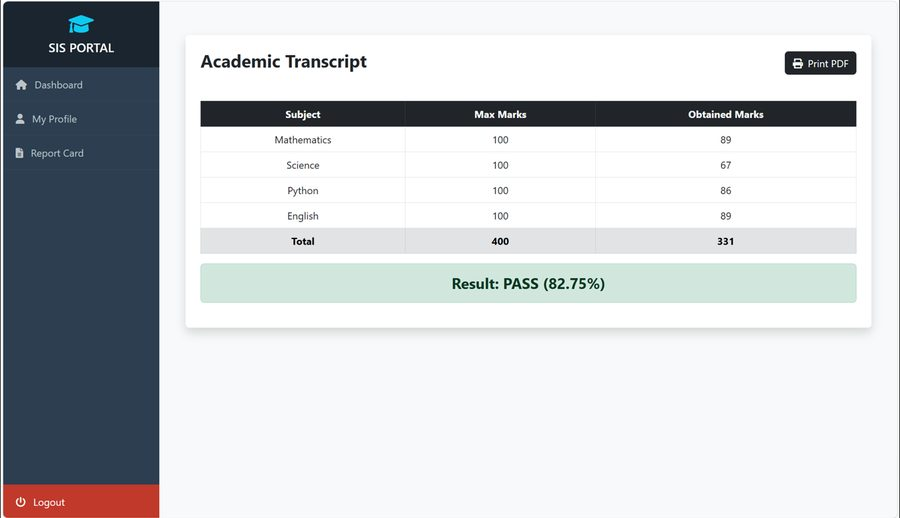 SIS PORTAL
Dashboard
My Profile
Report Card
Logout
Academic Transcript
Print PDF
Subject Max Marks Obtained Marks
Mathematics 100 89
Science 100 67
Python 100 86
English 100 89
Total 400 331
Result: PASS (82.75%)